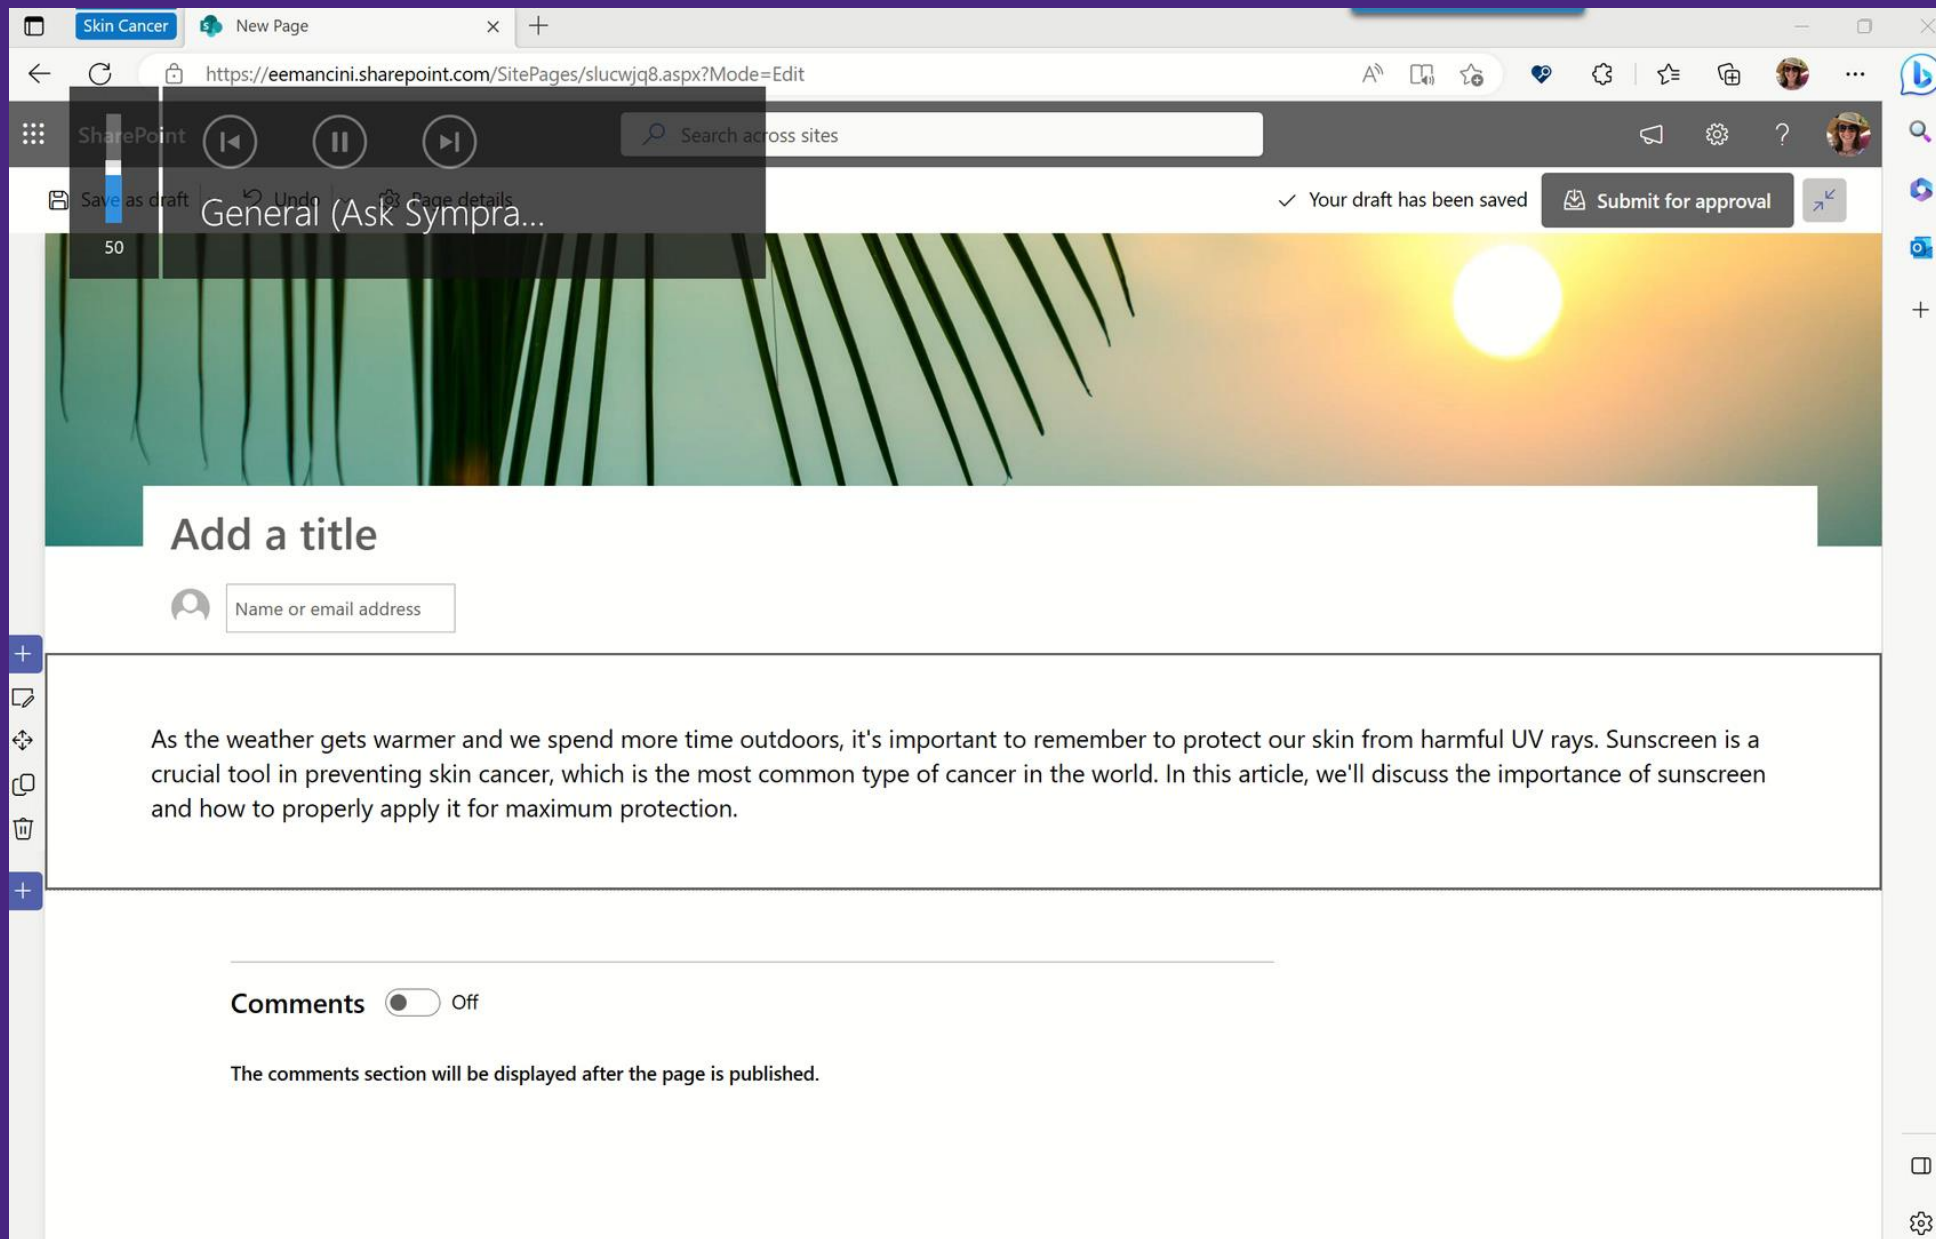 Skin Cancer
New Page
https://eemancini.sharepoint.com/SitePages/slucwjq8.aspx?Mode=Edit
SharePoint
Search across sites
Save as draft
Undo
Page details
General (Ask Sympra...
50
Your draft has been saved
Submit for approval
Add a title
Name or email address
As the weather gets warmer and we spend more time outdoors, it's important to remember to protect our skin from harmful UV rays. Sunscreen is a
crucial tool in preventing skin cancer, which is the most common type of cancer in the world. In this article, we'll discuss the importance of sunscreen
and how to properly apply it for maximum protection.
Comments Off
The comments section will be displayed after the page is published.